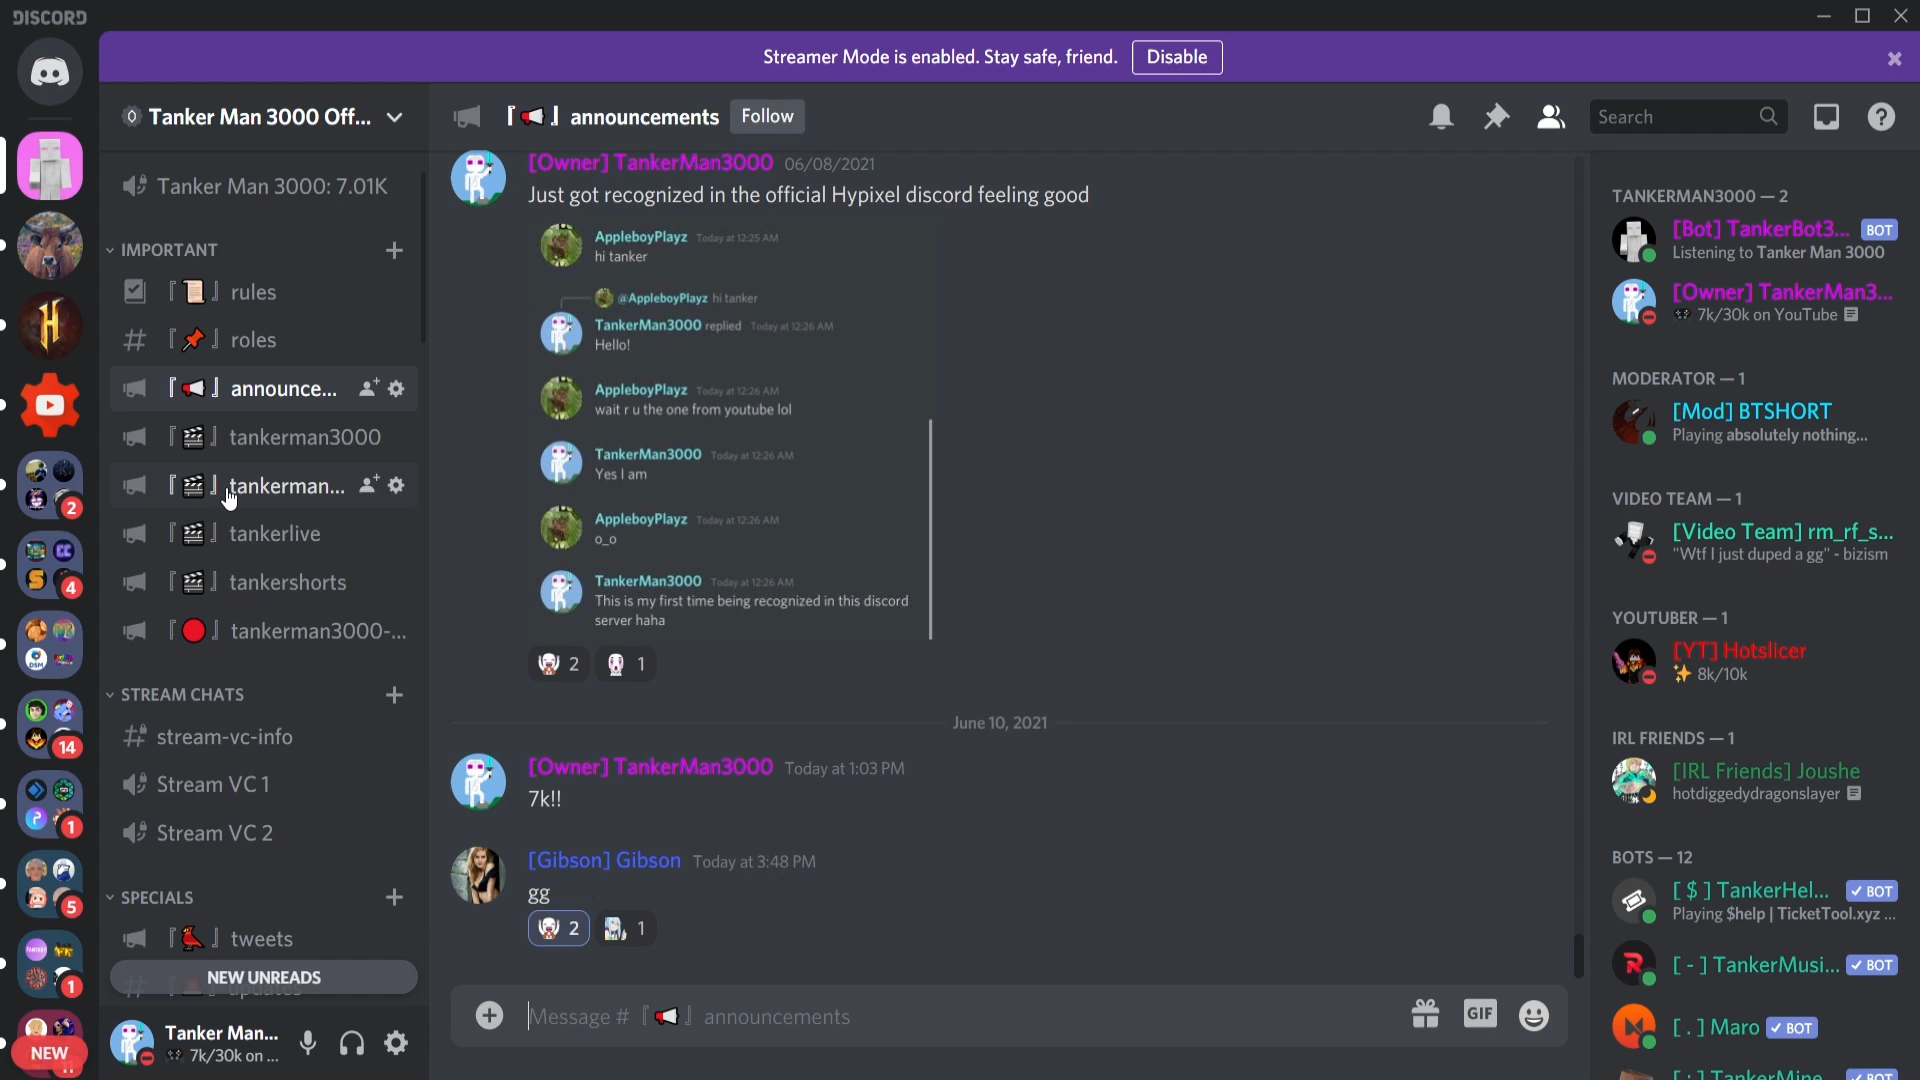 DISCORD
Streamer Mode is enabled. Stay safe, friend. Disable
Tanker Man 3000 Off...
Tanker Man 3000: 7.01K
IMPORTANT
『📜』rules
『📌』roles
『📢』announce...
『🎬』tankerman3000
『🎬』tankerman...
『🎬』tankerlive
『🎬』tankershorts
『🔴』tankerman3000-...
STREAM CHATS
stream-vc-info
Stream VC 1
Stream VC 2
SPECIALS
『🐦』tweets
NEW UNREADS
updates
2
4
14
1
5
1
NEW
Tanker Man...
7k/30k on ...
『📢』announcements Follow
Search
[Owner] TankerMan3000 06/08/2021
Just got recognized in the official Hypixel discord feeling good
AppleboyPlayz Today at 12:25 AM
hi tanker
@AppleboyPlayz hi tanker
TankerMan3000 replied Today at 12:26 AM
Hello!
AppleboyPlayz Today at 12:26 AM
wait r u the one from youtube lol
TankerMan3000 Today at 12:26 AM
Yes I am
AppleboyPlayz Today at 12:26 AM
o_o
TankerMan3000 Today at 12:26 AM
This is my first time being recognized in this discord
server haha
2 1
June 10, 2021
[Owner] TankerMan3000 Today at 1:03 PM
7k!!
[Gibson] Gibson Today at 3:48 PM
gg
2 1
Message #『📢』announcements
GIF
TANKERMAN3000 — 2
[Bot] TankerBot3... BOT
Listening to Tanker Man 3000
[Owner] TankerMan3...
7k/30k on YouTube
MODERATOR — 1
[Mod] BTSHORT
Playing absolutely nothing...
VIDEO TEAM — 1
[Video Team] rm_rf_s...
"Wtf I just duped a gg" - bizism
YOUTUBER — 1
[YT] Hotslicer
✨ 8k/10k
IRL FRIENDS — 1
[IRL Friends] Joushe
hotdiggedydragonslayer
BOTS — 12
[ $ ] TankerHel... ✓ BOT
Playing $help | TicketTool.xyz ...
[ - ] TankerMusi... ✓ BOT
[ . ] Maro ✓ BOT
[ : ] TankerMine... ✓ BOT